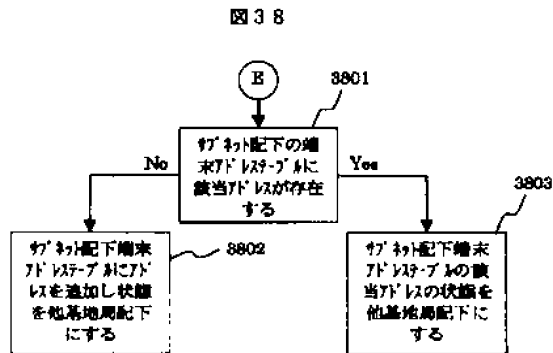 図３８
E
3801
ｻﾌﾞﾈｯﾄ配下の端
末ｱﾄﾞﾚｽﾃｰﾌﾞﾙに
該当ｱﾄﾞﾚｽが存在
する
No
Yes
3803
ｻﾌﾞﾈｯﾄ配下端末
ｱﾄﾞﾚｽﾃｰﾌﾞﾙにｱﾄﾞ
ﾚｽを追加し状態
を他基地局配下
にする
3802
ｻﾌﾞﾈｯﾄ配下端末
ｱﾄﾞﾚｽﾃｰﾌﾞﾙの該
当ｱﾄﾞﾚｽの状態を
他基地局配下に
する